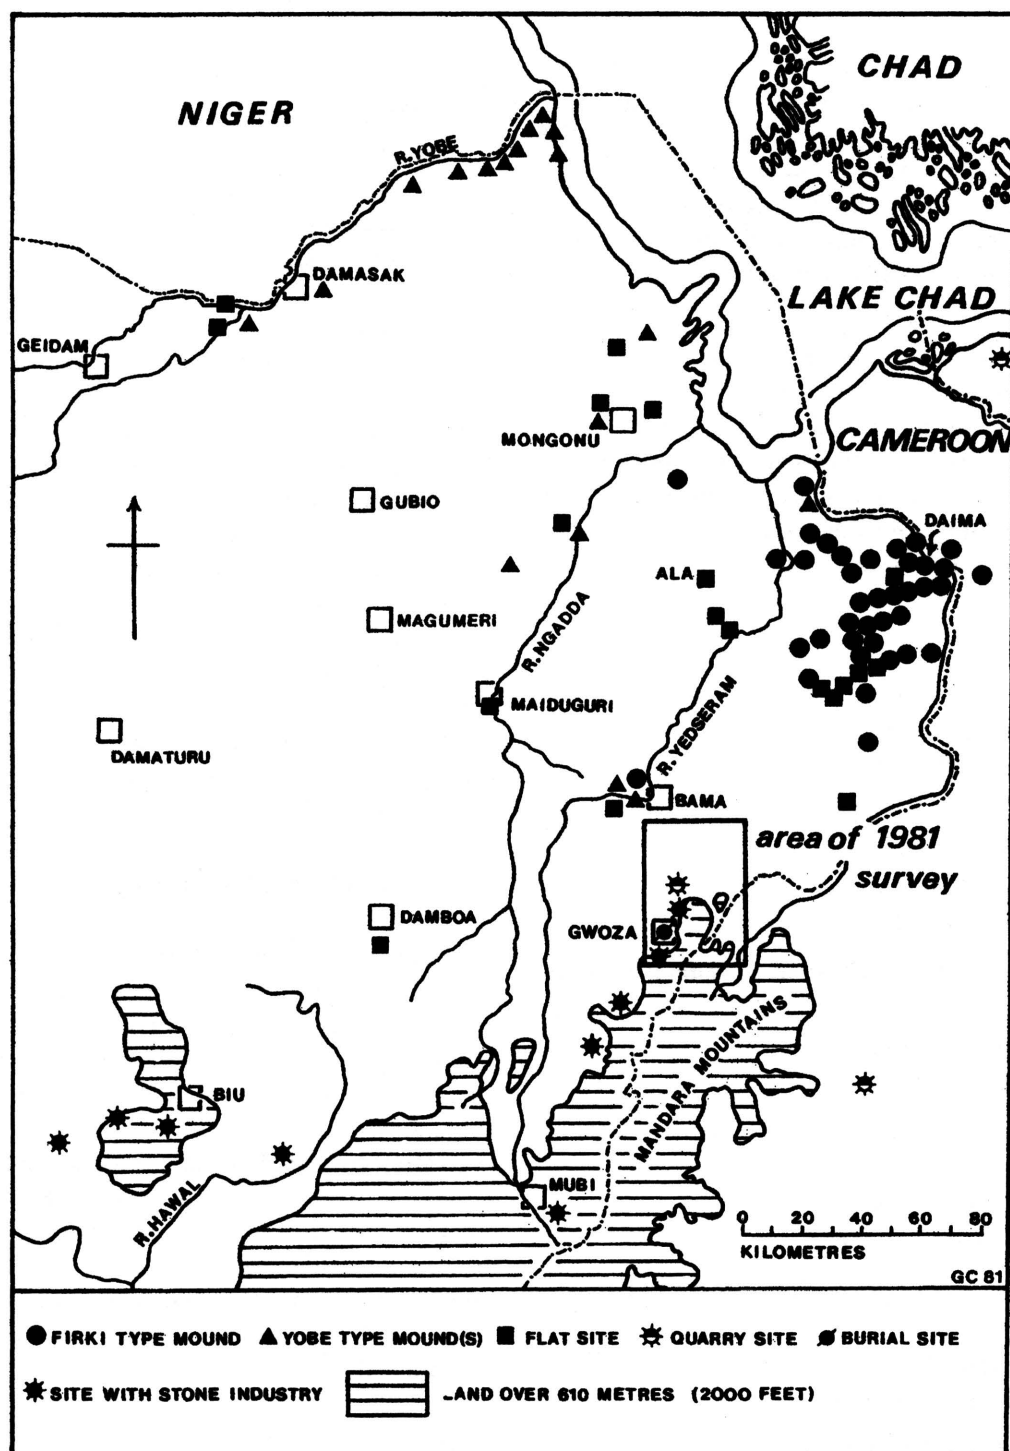 CHAD
NIGER
R.YOBE
DAMASAK
LAKE CHAD
GEIDAM
CAMEROON
MONGONU
GUBIO
DAIMA
ALA
MAGUMERI
R.NGADDA
MAIDUGURI
R.YEDSERAM
DAMATURU
BAMA
area of 1981
survey
DAMBOA
GWOZA
MANDARA MOUNTAINS
BIU
MUBI
R.HAWAL
0 20 40 60 80
KILOMETRES
GC 81
FIRKI TYPE MOUND YOBE TYPE MOUND(S) FLAT SITE QUARRY SITE BURIAL SITE
SITE WITH STONE INDUSTRY -AND OVER 610 METRES (2000 FEET)